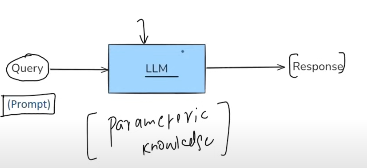 Query
LLM
[Response]
(Prompt)
[parametric
knowledge]